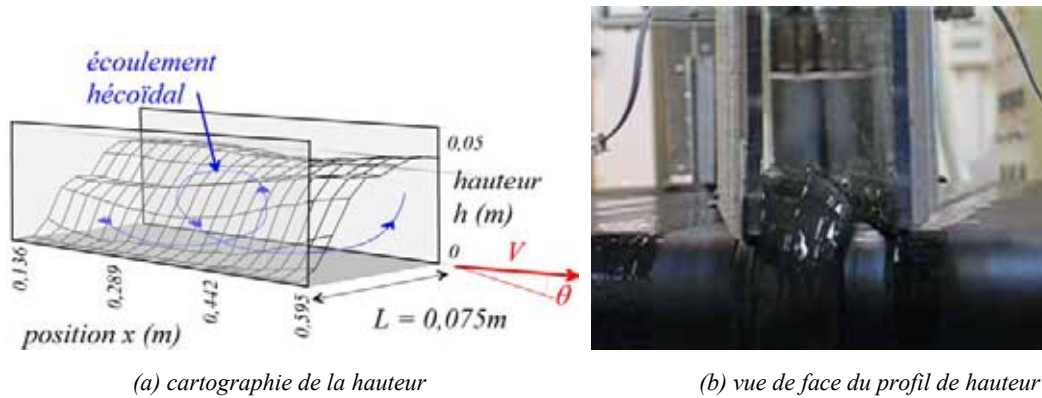 écoulement
hécoïdal
0,05
hauteur
h (m)
0
V
θ
0,136
0,289
0,442
0,595
position x (m)
L = 0,075m
(a) cartographie de la hauteur
(b) vue de face du profil de hauteur